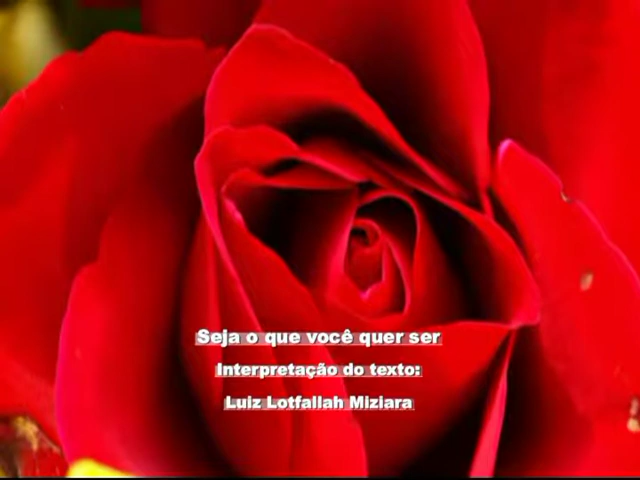 Seja o que você quer ser
Interpretação do texto:
Luiz Lotfallah Miziara